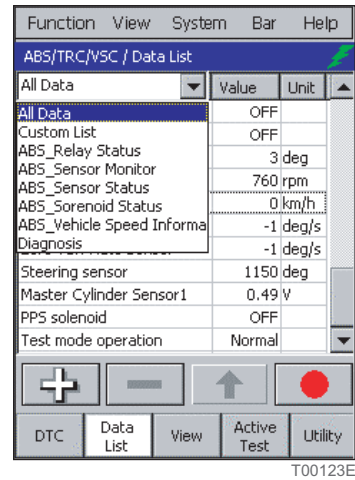 Function View System Bar Help
ABS/TRC/VSC / Data List
All Data Value Unit
All Data OFF
Custom List OFF
ABS_Relay Status 3 deg
ABS_Sensor Monitor 760 rpm
ABS_Sensor Status
ABS_Sorenoid Status 0 km/h
ABS_Vehicle Speed Informa -1 deg/s
Diagnosis -1 deg/s
Steering sensor 1150 deg
Master Cylinder Sensor1 0.49 V
PPS solenoid OFF
Test mode operation Normal
DTC Data List View Active Test Utility
T00123E